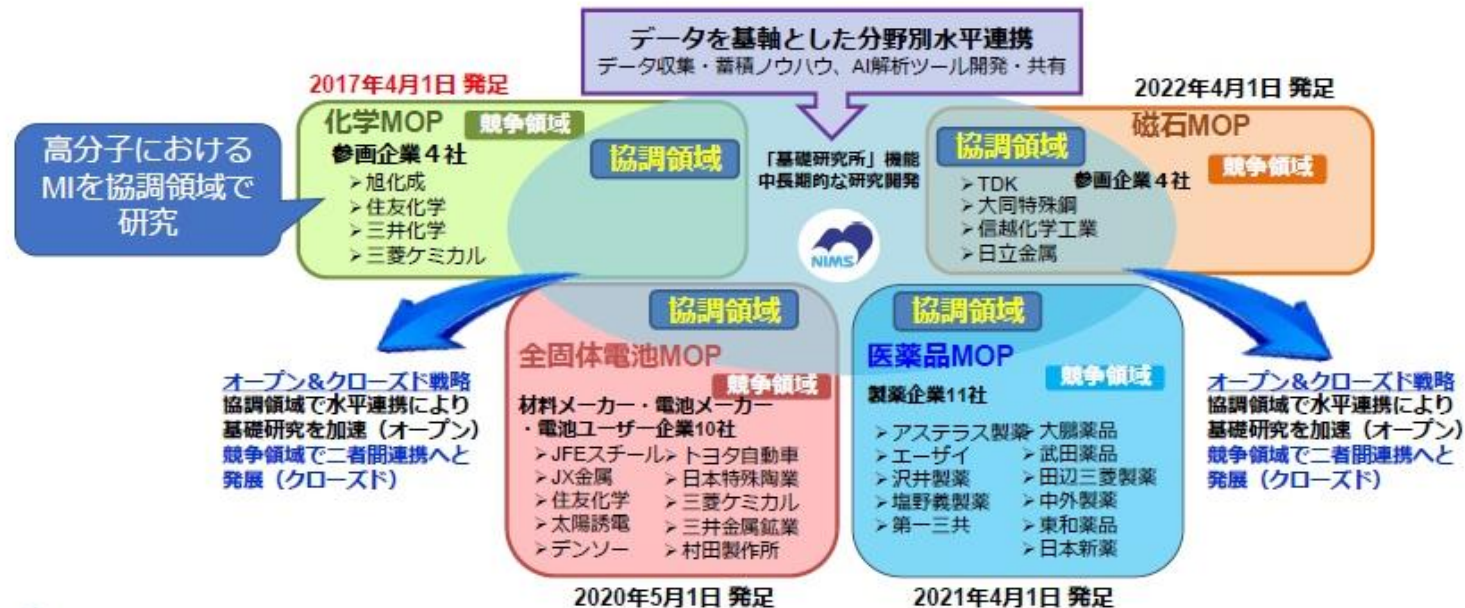 データを基軸とした分野別水平連携
データ収集・蓄積ノウハウ、AI解析ツール開発・共有
2017年4月1日 発足
高分子における
MIを協調領域で
研究
化学MOP 競争領域
参画企業4社
➢旭化成
➢住友化学
➢三井化学
➢三菱ケミカル
協調領域
「基礎研究所」機能
中長期的な研究開発
NIMS
2022年4月1日 発足
磁石MOP
協調領域
競争領域
参画企業4社
➢TDK
➢大同特殊鋼
➢信越化学工業
➢日立金属
オープン&クローズド戦略
協調領域で水平連携により
基礎研究を加速(オープン)
競争領域で二者間連携へと
発展(クローズド)
協調領域
全固体電池MOP
競争領域
材料メーカー・電池メーカー
・電池ユーザー企業10社
➢JFEスチール
➢JX金属
➢住友化学
➢太陽誘電
➢デンソー
➢トヨタ自動車
➢日本特殊陶業
➢三菱ケミカル
➢三井金属鉱業
➢村田製作所
2020年5月1日 発足
協調領域
医薬品MOP
競争領域
製薬企業11社
➢アステラス製薬
➢エーザイ
➢沢井製薬
➢塩野義製薬
➢第一三共
➢大鵬薬品
➢武田薬品
➢田辺三菱製薬
➢中外製薬
➢東和薬品
➢日本新薬
2021年4月1日 発足
オープン&クローズド戦略
協調領域で水平連携により
基礎研究を加速(オープン)
競争領域で二者間連携へと
発展(クローズド)